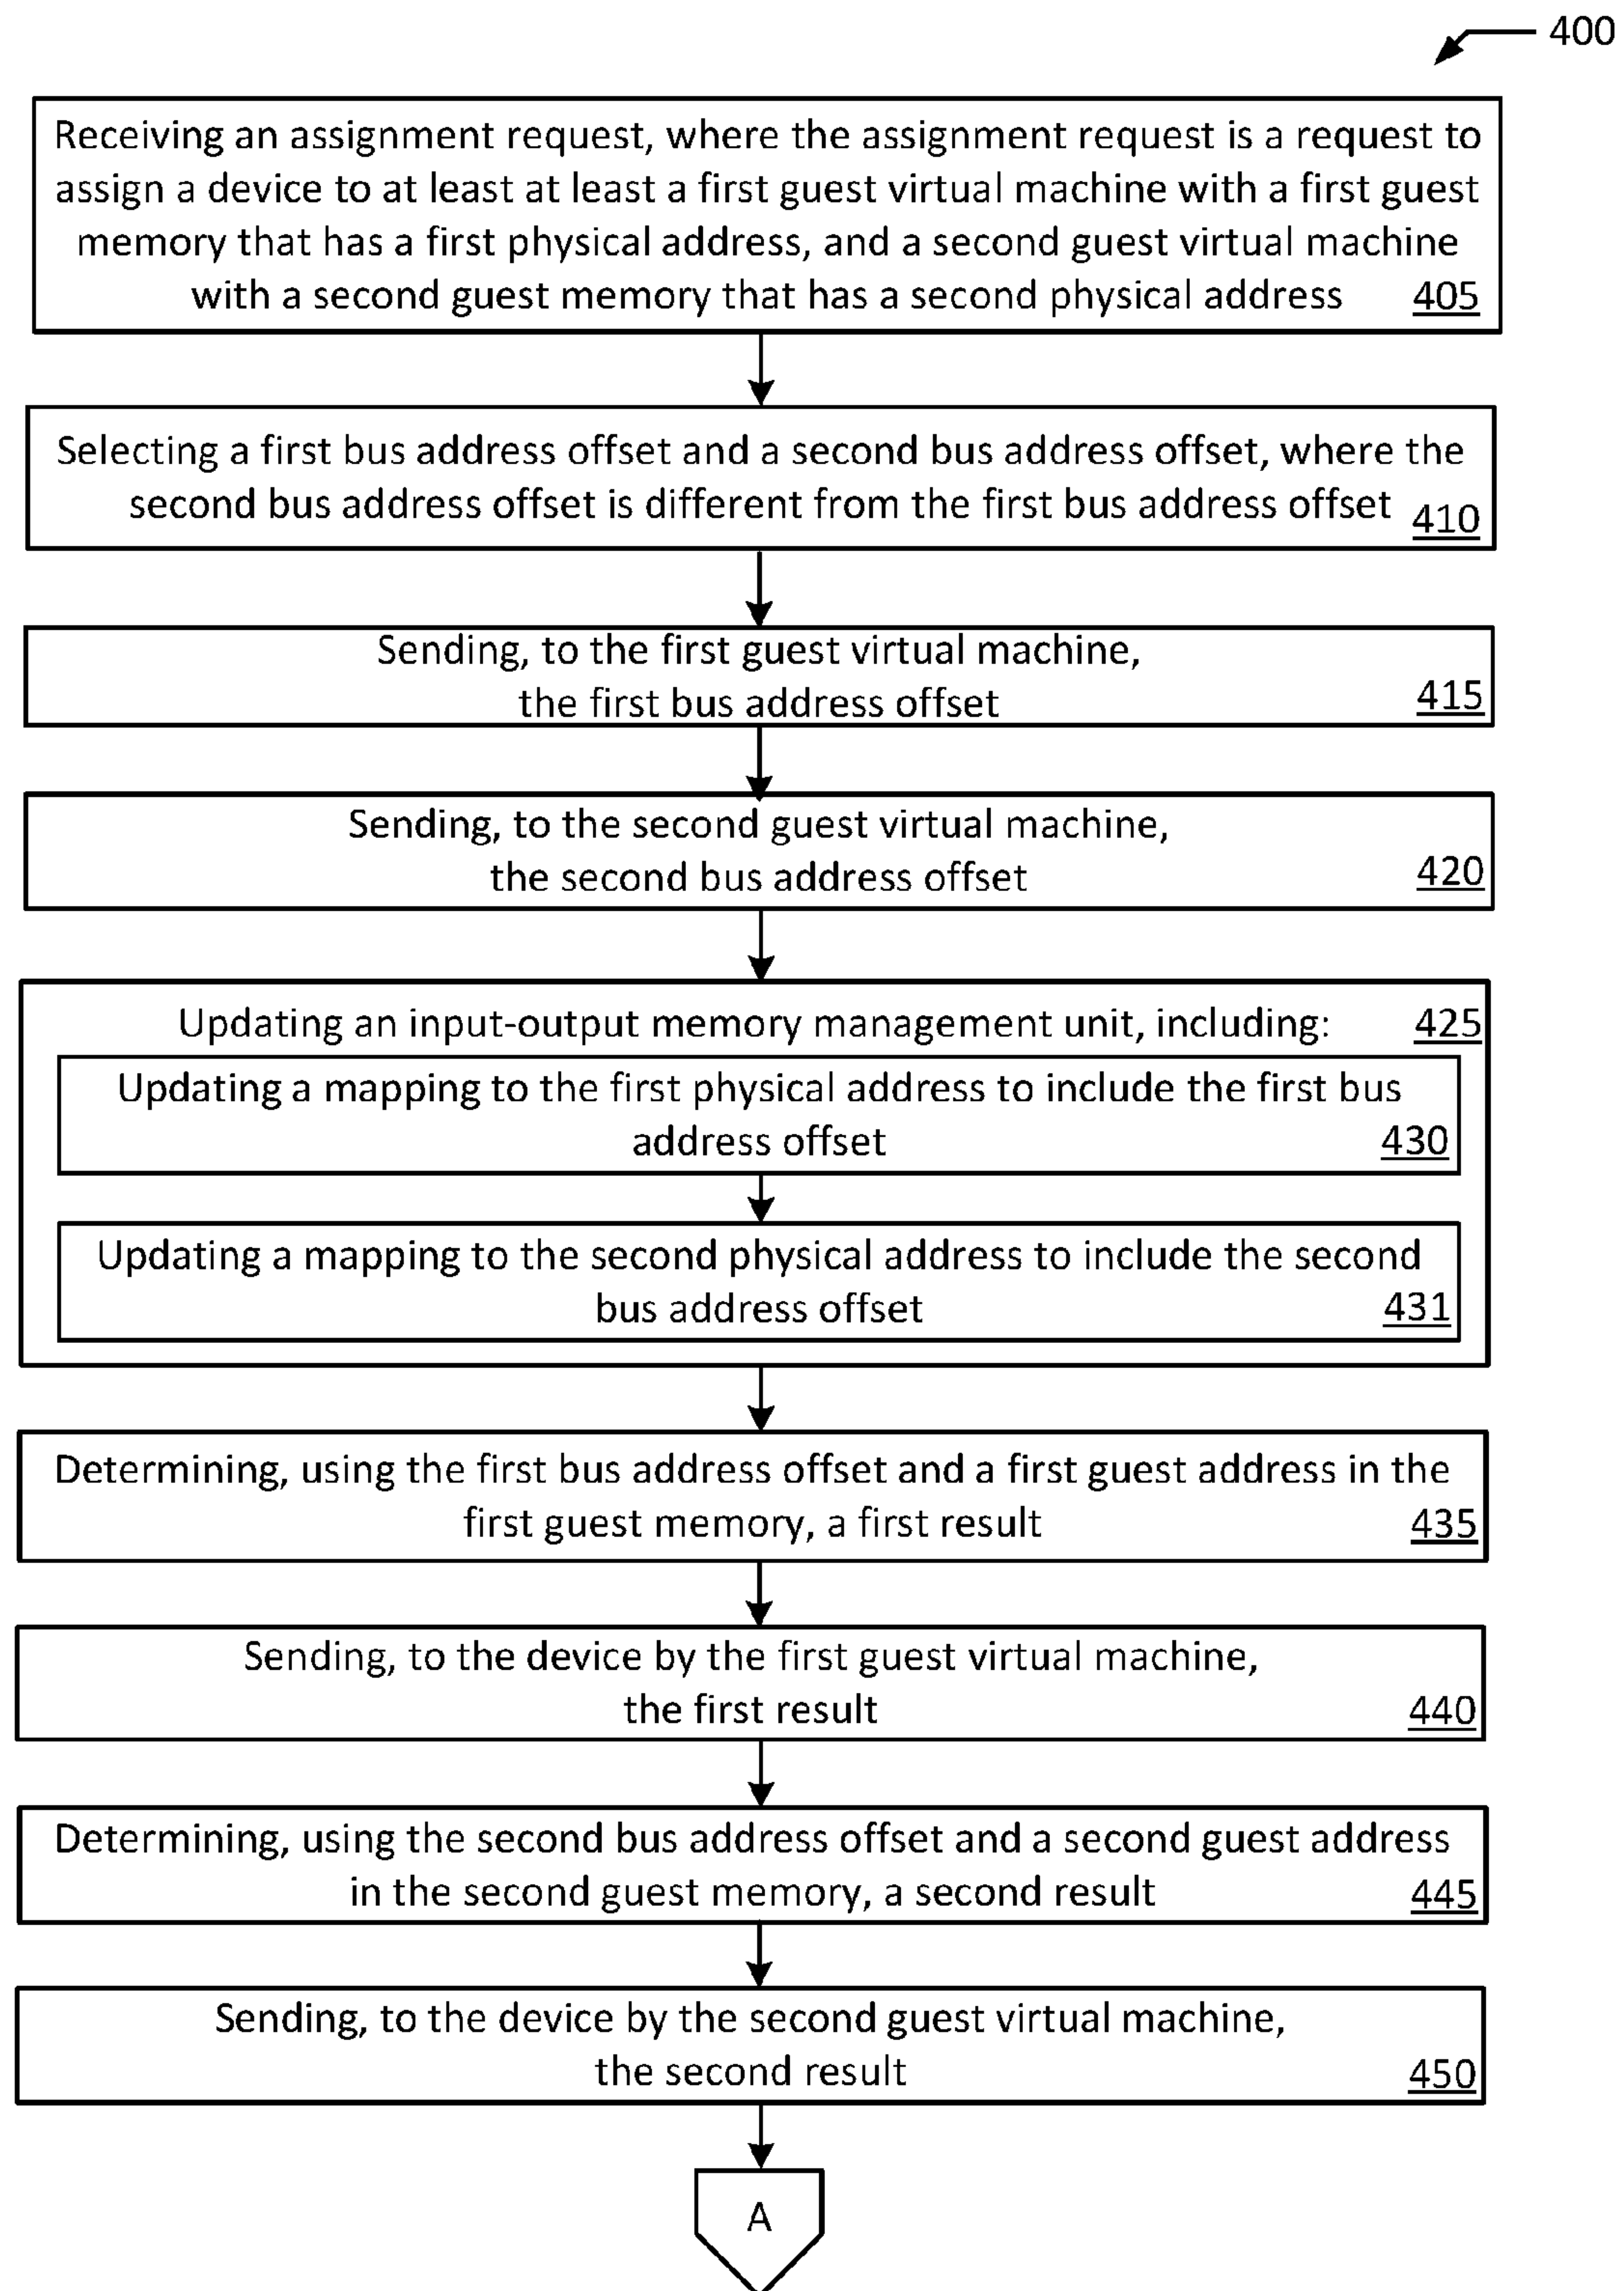 400
Receiving an assignment request, where the assignment request is a request to
assign a device to at least at least a first guest virtual machine with a first guest
memory that has a first physical address, and a second guest virtual machine
with a second guest memory that has a second physical address 405
Selecting a first bus address offset and a second bus address offset, where the
second bus address offset is different from the first bus address offset 410
Sending, to the first guest virtual machine,
the first bus address offset 415
Sending, to the second guest virtual machine,
the second bus address offset 420
Updating an input-output memory management unit, including: 425
Updating a mapping to the first physical address to include the first bus
address offset 430
Updating a mapping to the second physical address to include the second
bus address offset 431
Determining, using the first bus address offset and a first guest address in the
first guest memory, a first result 435
Sending, to the device by the first guest virtual machine,
the first result 440
Determining, using the second bus address offset and a second guest address
in the second guest memory, a second result 445
Sending, to the device by the second guest virtual machine,
the second result 450
A